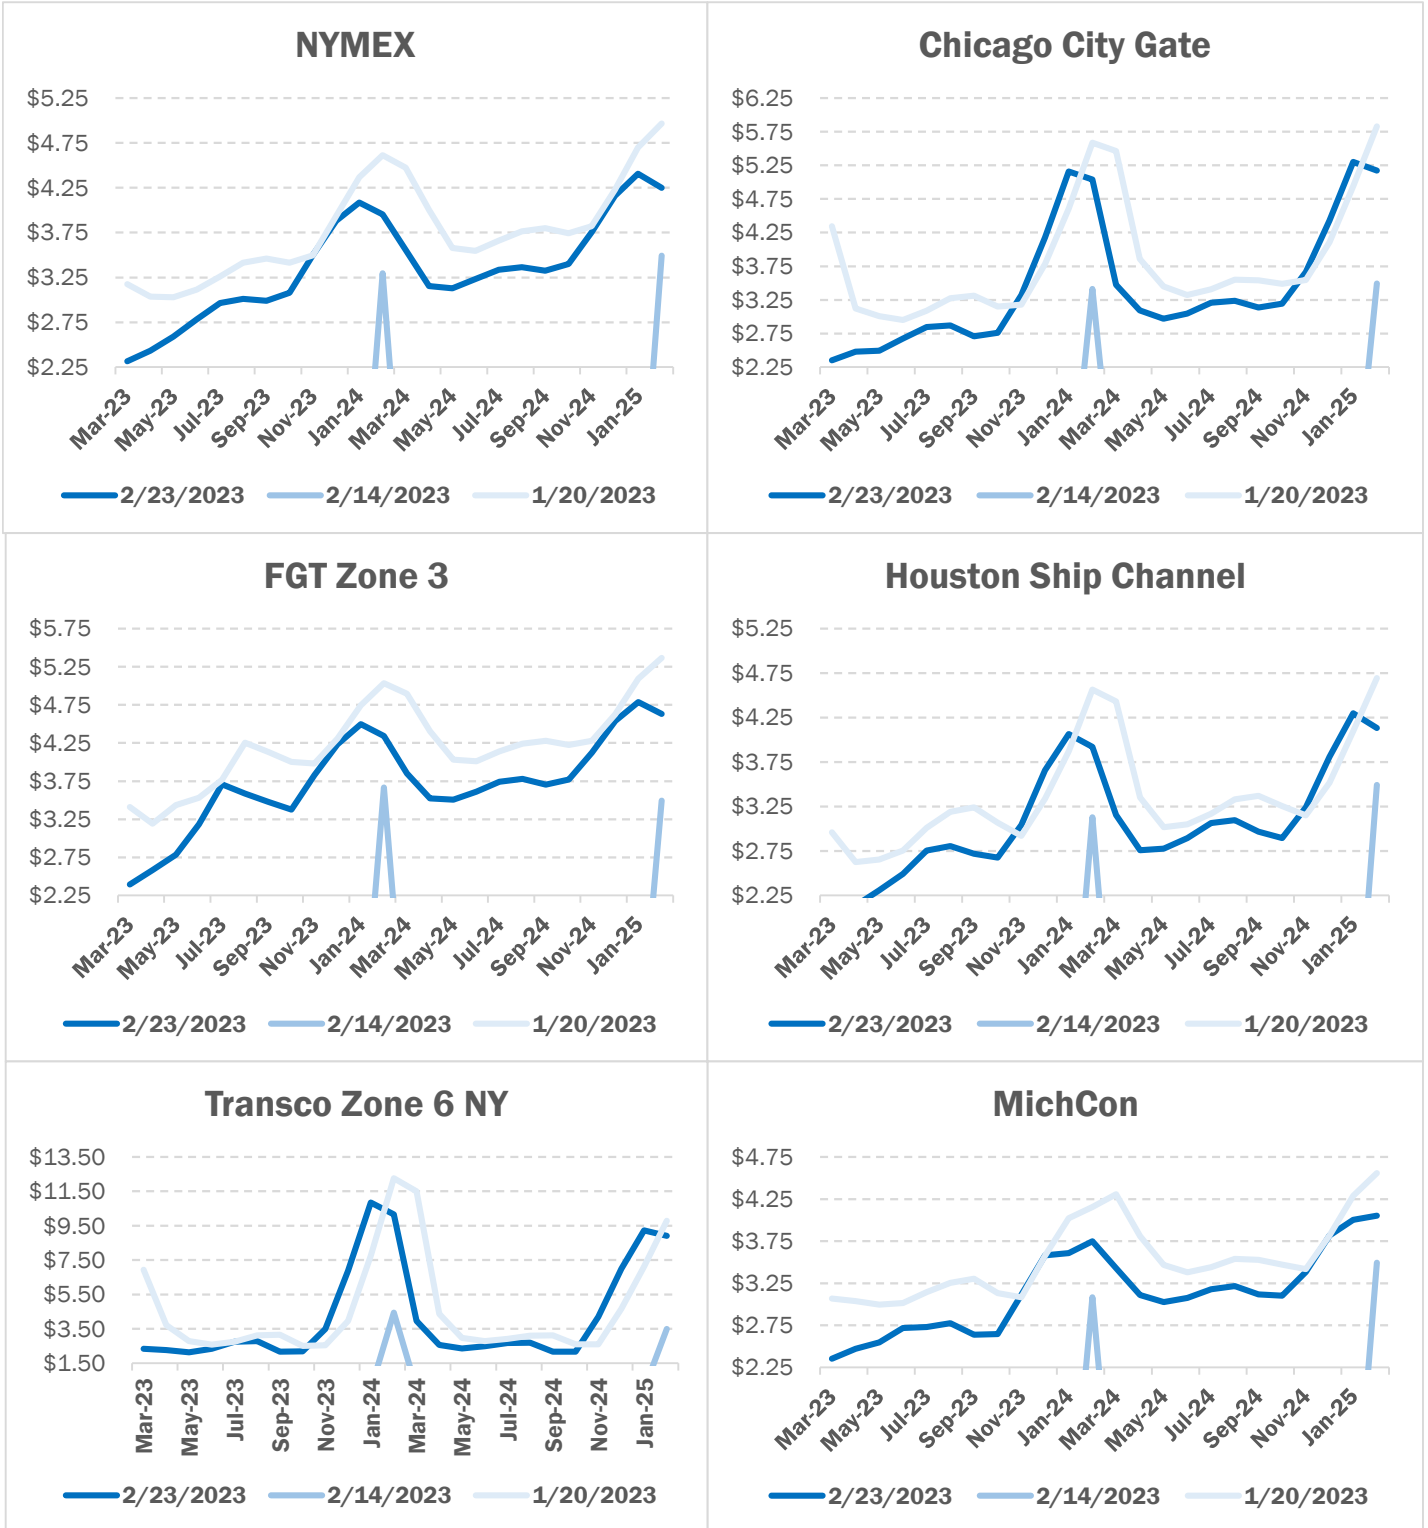 NYMEX
$5.25
$4.75
$4.25
$3.75
$3.25
$2.75
$2.25
Mar-23 May-23 Jul-23 Sep-23 Nov-23 Jan-24 Mar-24 May-24 Jul-24 Sep-24 Nov-24 Jan-25
2/23/2023 2/14/2023 1/20/2023
Chicago City Gate
$6.25
$5.75
$5.25
$4.75
$4.25
$3.75
$3.25
$2.75
$2.25
Mar-23 May-23 Jul-23 Sep-23 Nov-23 Jan-24 Mar-24 May-24 Jul-24 Sep-24 Nov-24 Jan-25
2/23/2023 2/14/2023 1/20/2023
FGT Zone 3
$5.75
$5.25
$4.75
$4.25
$3.75
$3.25
$2.75
$2.25
Mar-23 May-23 Jul-23 Sep-23 Nov-23 Jan-24 Mar-24 May-24 Jul-24 Sep-24 Nov-24 Jan-25
2/23/2023 2/14/2023 1/20/2023
Houston Ship Channel
$5.25
$4.75
$4.25
$3.75
$3.25
$2.75
$2.25
Mar-23 May-23 Jul-23 Sep-23 Nov-23 Jan-24 Mar-24 May-24 Jul-24 Sep-24 Nov-24 Jan-25
2/23/2023 2/14/2023 1/20/2023
Transco Zone 6 NY
$13.50
$11.50
$9.50
$7.50
$5.50
$3.50
$1.50
Mar-23 May-23 Jul-23 Sep-23 Nov-23 Jan-24 Mar-24 May-24 Jul-24 Sep-24 Nov-24 Jan-25
2/23/2023 2/14/2023 1/20/2023
MichCon
$4.75
$4.25
$3.75
$3.25
$2.75
$2.25
Mar-23 May-23 Jul-23 Sep-23 Nov-23 Jan-24 Mar-24 May-24 Jul-24 Sep-24 Nov-24 Jan-25
2/23/2023 2/14/2023 1/20/2023